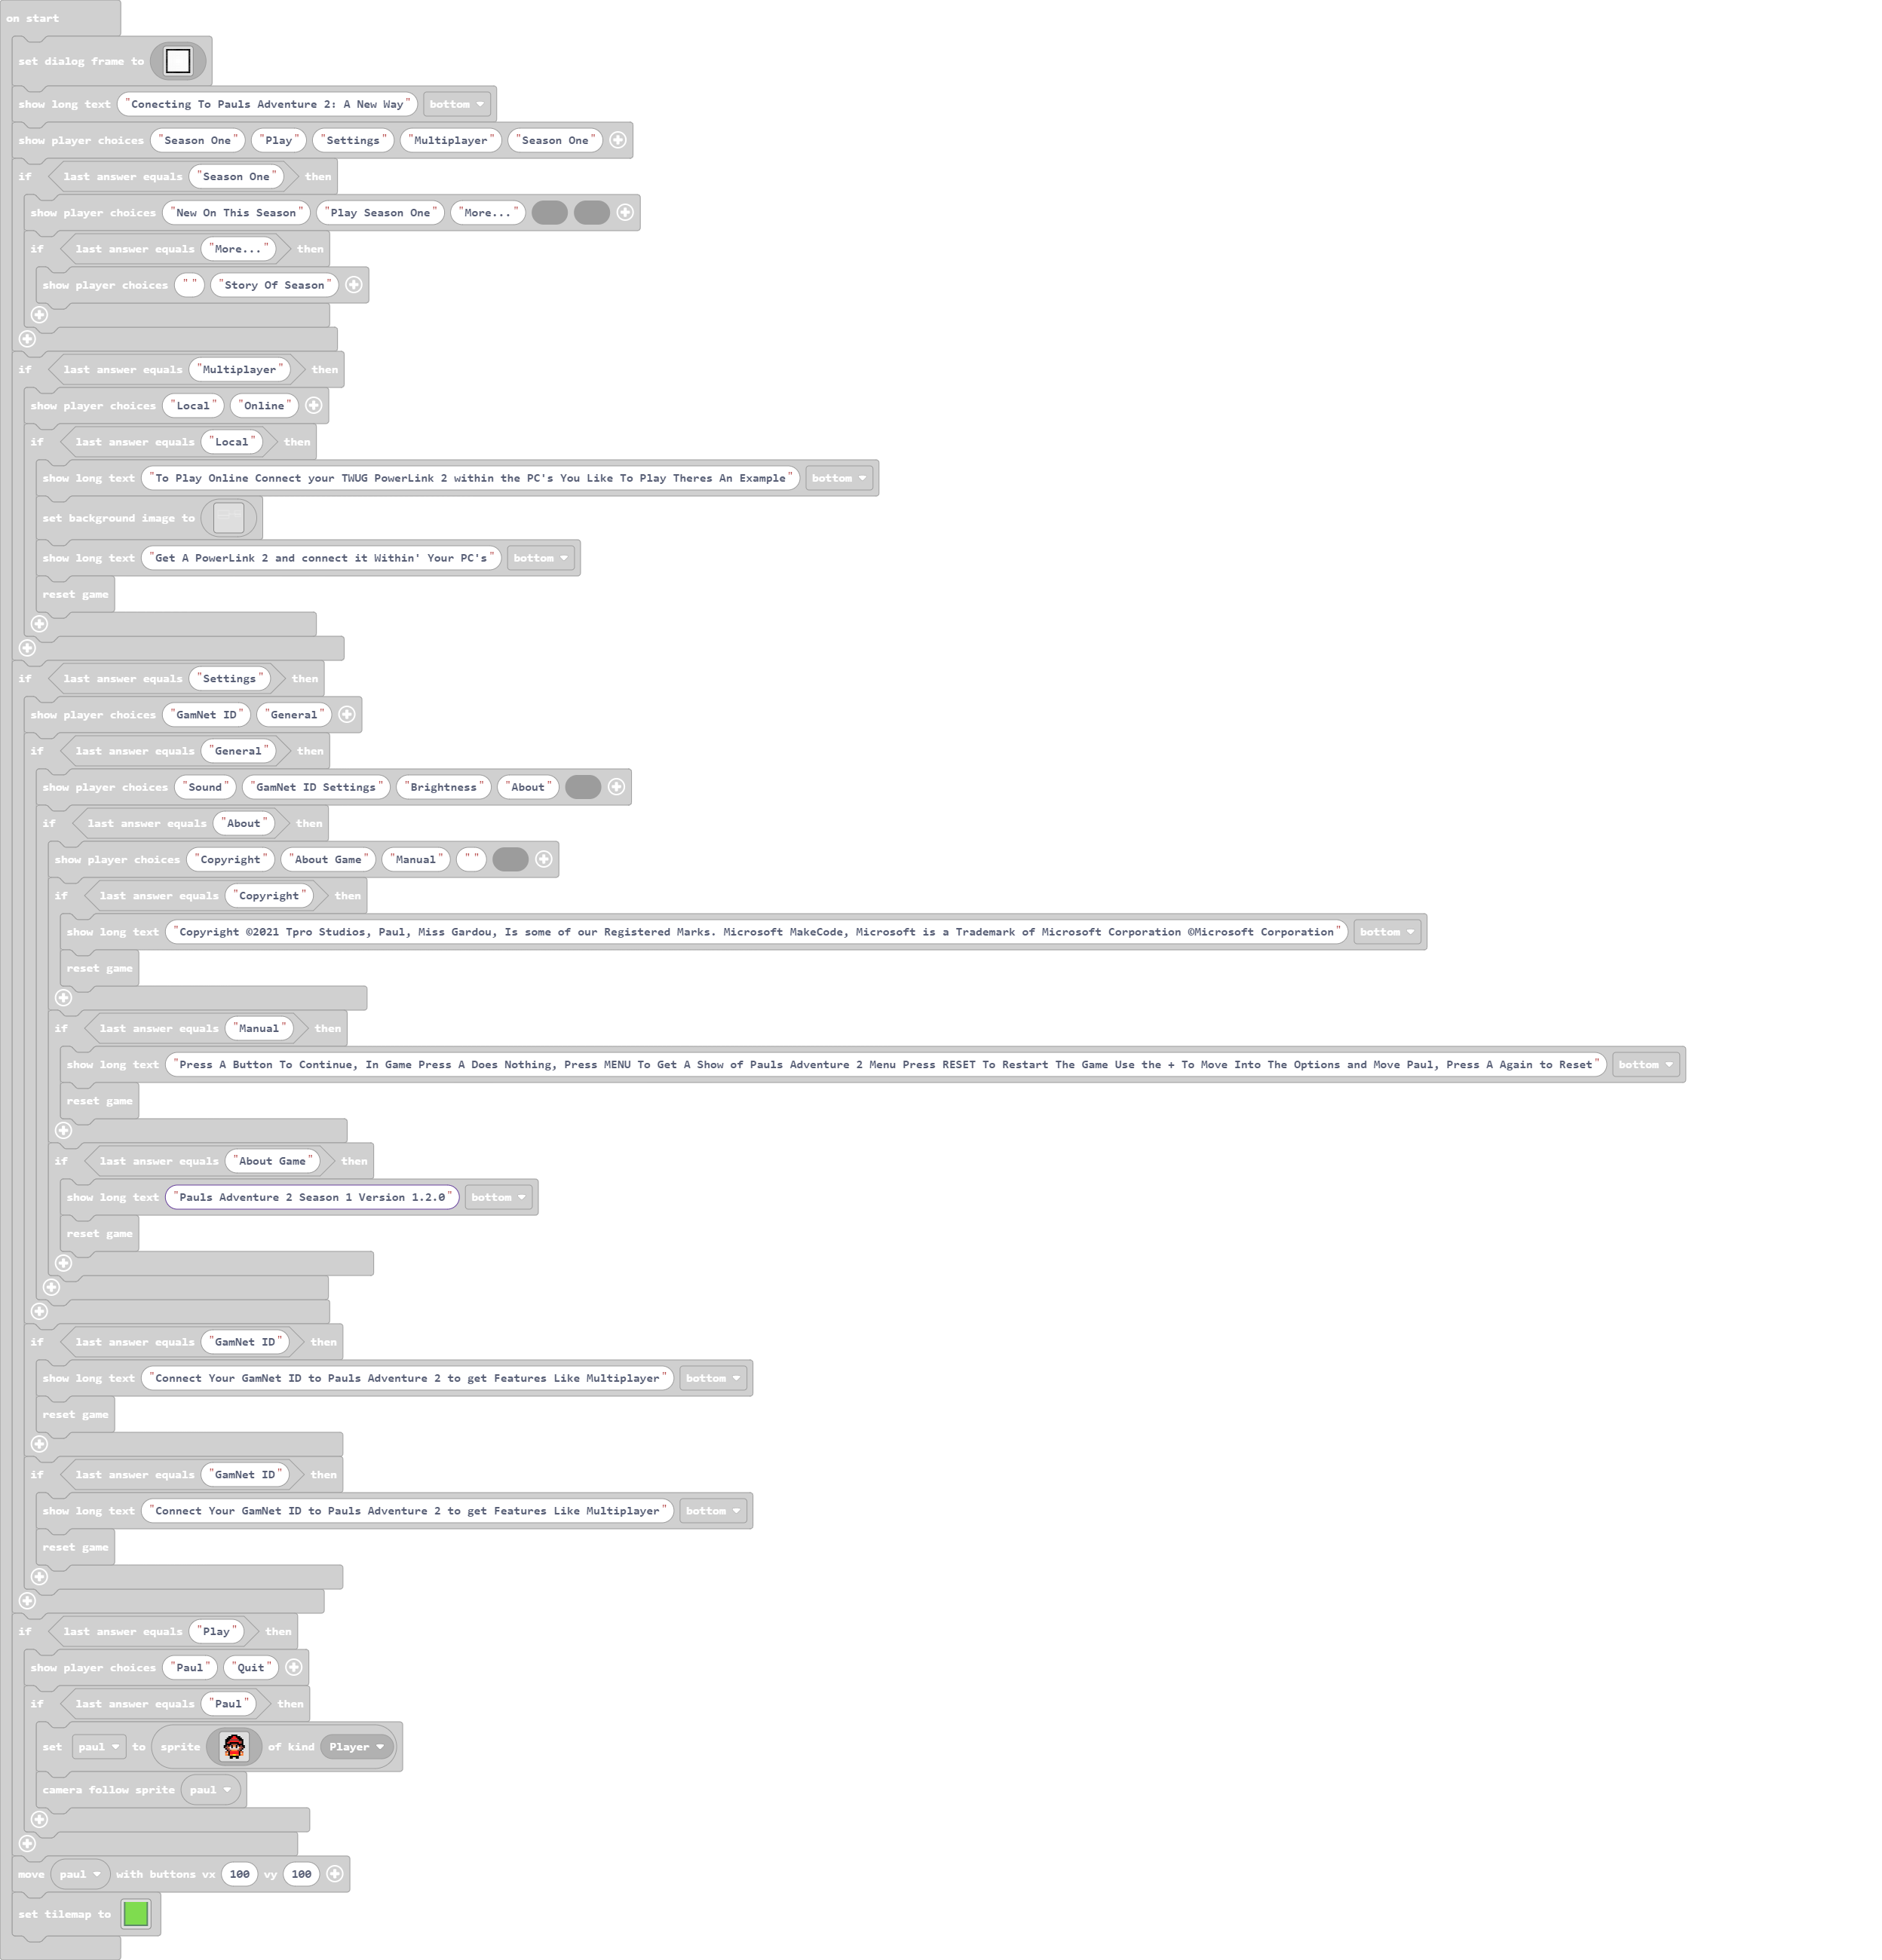 on start
set dialog frame to
show long text "Conecting To Pauls Adventure 2: A New Way" bottom
show player choices "Season One" "Play" "Settings" "Multiplayer" "Season One"
if last answer equals "Season One" then
show player choices "New On This Season" "Play Season One" "More..."
if last answer equals "More..." then
show player choices " " "Story Of Season"
if last answer equals "Multiplayer" then
show player choices "Local" "Online"
if last answer equals "Local" then
show long text "To Play Online Connect your TWUG PowerLink 2 within the PC's You Like To Play Theres An Example" bottom
set background image to
show long text "Get A PowerLink 2 and connect it Within' Your PC's" bottom
reset game
if last answer equals "Settings" then
show player choices "GamNet ID" "General"
if last answer equals "General" then
show player choices "Sound" "GamNet ID Settings" "Brightness" "About"
if last answer equals "About" then
show player choices "Copyright" "About Game" "Manual" " "
if last answer equals "Copyright" then
show long text "Copyright ©2021 Tpro Studios, Paul, Miss Gardou, Is some of our Registered Marks. Microsoft MakeCode, Microsoft is a Trademark of Microsoft Corporation ©Microsoft Corporation" bottom
reset game
if last answer equals "Manual" then
show long text "Press A Button To Continue, In Game Press A Does Nothing, Press MENU To Get A Show of Pauls Adventure 2 Menu Press RESET To Restart The Game Use the + To Move Into The Options and Move Paul, Press A Again to Reset" bottom
reset game
if last answer equals "About Game" then
show long text "Pauls Adventure 2 Season 1 Version 1.2.0" bottom
reset game
if last answer equals "GamNet ID" then
show long text "Connect Your GamNet ID to Pauls Adventure 2 to get Features Like Multiplayer" bottom
reset game
if last answer equals "GamNet ID" then
show long text "Connect Your GamNet ID to Pauls Adventure 2 to get Features Like Multiplayer" bottom
reset game
if last answer equals "Play" then
show player choices "Paul" "Quit"
if last answer equals "Paul" then
set paul to sprite of kind Player
camera follow sprite paul
move paul with buttons vx 100 vy 100
set tilemap to